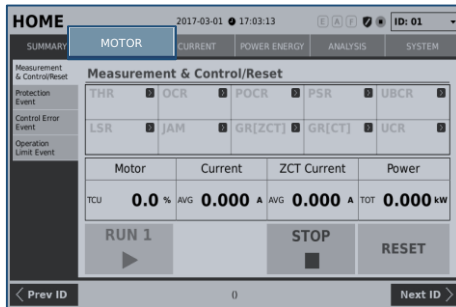 HOME 2017-03-01 17:03:13 E A F ID: 01
SUMMARY MOTOR CURRENT POWER ENERGY ANALYSIS SYSTEM
Measurement
& Control/Reset
Protection
Event
Control Error
Event
Operation
Limit Event
Measurement & Control/Reset
THR OCR POCR PSR UBCR
LSR JAM GR[ZCT] GR[CT] UCR
Motor Current ZCT Current Power
TCU 0.0 % AVG 0.000 A AVG 0.000 A TOT 0.000 kW
RUN 1 STOP RESET
Prev ID 0 Next ID